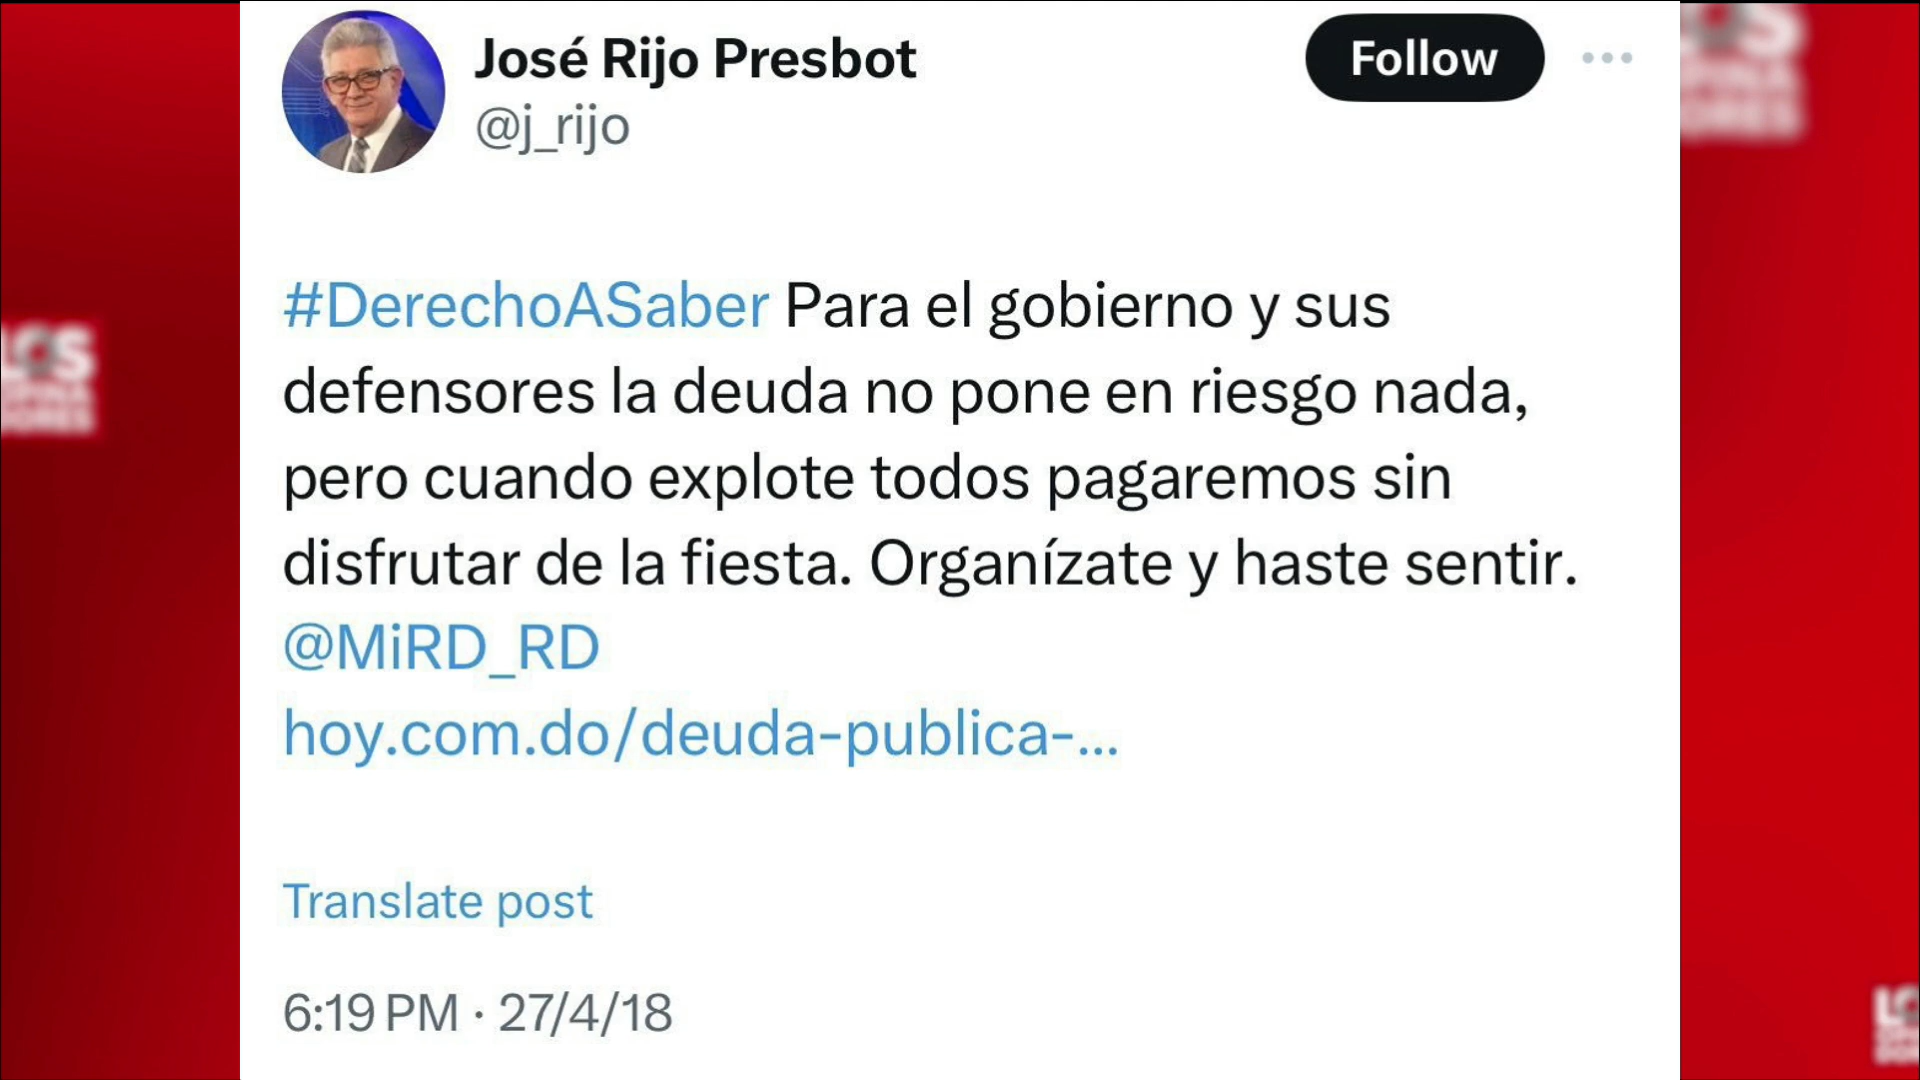 José Rijo Presbot
@j_rijo
Follow
#DerechoASaber Para el gobierno y sus
defensores la deuda no pone en riesgo nada,
pero cuando explote todos pagaremos sin
disfrutar de la fiesta. Organízate y haste sentir.
@MiRD_RD
hoy.com.do/deuda-publica-...
Translate post
6:19 PM · 27/4/18
LOS